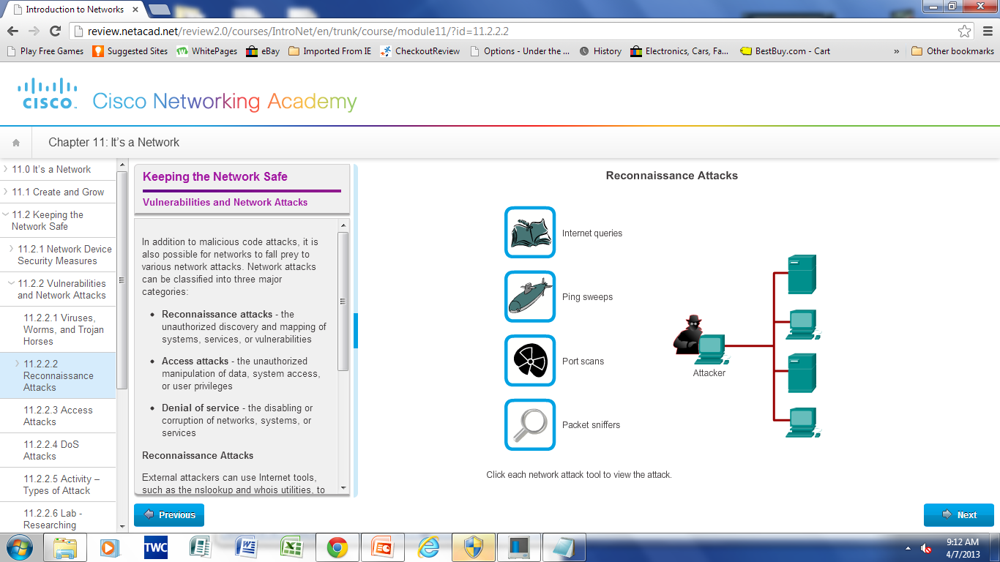 Introduction to Networks
review.netacad.net/review2.0/courses/IntroNet/en/trunk/course/module11/?id=11.2.2.2
Play Free Games
Suggested Sites
WhitePages
eBay
Imported From IE
CheckoutReview
Options - Under the ...
History
Electronics, Cars, Fa...
BestBuy.com - Cart
»
Other bookmarks
CISCO
Cisco Networking Academy
Chapter 11: It's a Network
11.0 It's a Network
11.1 Create and Grow
11.2 Keeping the
Network Safe
11.2.1 Network Device
Security Measures
11.2.2 Vulnerabilities
and Network Attacks
11.2.2.1 Viruses,
Worms, and Trojan
Horses
11.2.2.2
Reconnaissance
Attacks
11.2.2.3 Access
Attacks
11.2.2.4 DoS
Attacks
11.2.2.5 Activity –
Types of Attack
11.2.2.6 Lab -
Researching
Keeping the Network Safe
Vulnerabilities and Network Attacks
In addition to malicious code attacks, it is
also possible for networks to fall prey to
various network attacks. Network attacks
can be classified into three major
categories:
• Reconnaissance attacks - the
unauthorized discovery and mapping of
systems, services, or vulnerabilities
• Access attacks - the unauthorized
manipulation of data, system access,
or user privileges
• Denial of service - the disabling or
corruption of networks, systems, or
services
Reconnaissance Attacks
External attackers can use Internet tools,
such as the nslookup and whois utilities, to
Previous
Reconnaissance Attacks
Internet queries
Ping sweeps
Port scans
Packet sniffers
Attacker
Click each network attack tool to view the attack.
Next
TWC
9:12 AM
4/7/2013